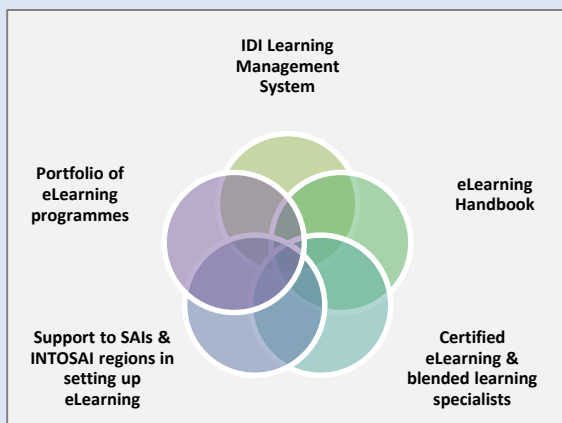 IDI Learning
Management
System
Portfolio of
eLearning
programmes
eLearning
Handbook
Support to SAIs &
INTOSAI regions in
setting up
eLearning
Certified
eLearning &
blended learning
specialists